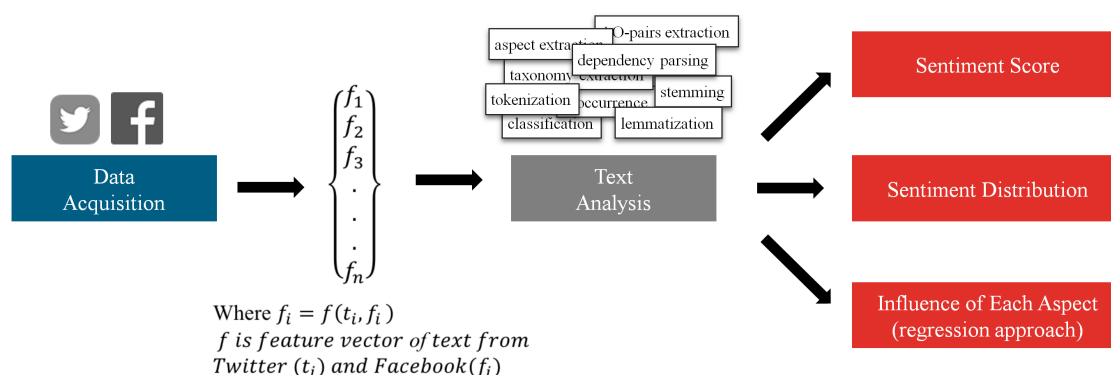 aspect extraction
O-pairs extraction
dependency parsing
taxonomy extraction
stemming
tokenization
occurrence
classification
lemmatization
Data
Acquisition
f₁
f₂
f₃
.
.
.
fₙ
Text
Analysis
Sentiment Score
Sentiment Distribution
Influence of Each Aspect
(regression approach)
Where fᵢ = f(tᵢ, fᵢ)
f is feature vector of text from
Twitter (tᵢ) and Facebook(fᵢ)